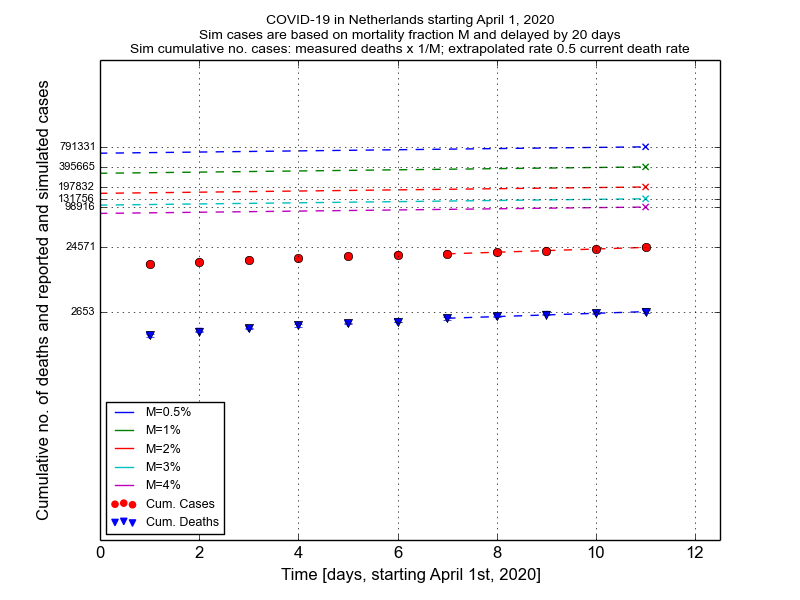 COVID-19 in Netherlands starting April 1, 2020
Sim cases are based on mortality fraction M and delayed by 20 days
Sim cumulative no. cases: measured deaths x 1/M; extrapolated rate 0.5 current death rate
Cumulative no. of deaths and reported and simulated cases
791331
395665
197832
131756
98916
24571
2653
M=0.5%
M=1%
M=2%
M=3%
M=4%
Cum. Cases
Cum. Deaths
0 2 4 6 8 10 12
Time [days, starting April 1st, 2020]